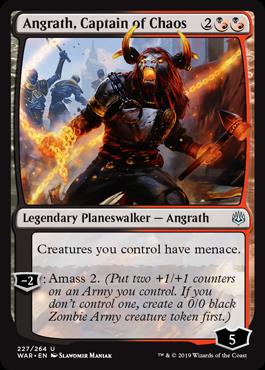 Angrath, Captain of Chaos 2
Legendary Planeswalker — Angrath
Creatures you control have menace.
-2: Amass 2. (Put two +1/+1 counters
on an Army you control. If you
don't control one, create a 0/0 black
Zombie Army creature token first.)
5
227/264 U
WAR • EN SLAWOMIR MANIAK
™ & © 2019 Wizards of the Coast